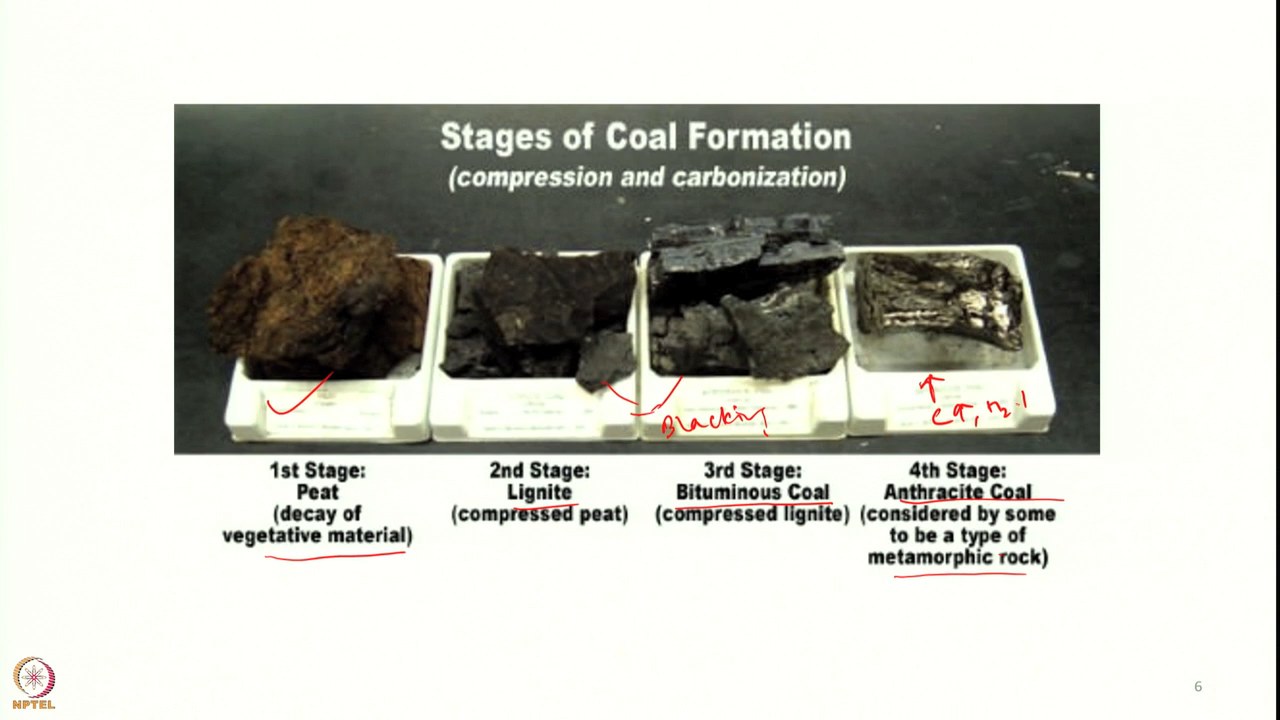 Stages of Coal Formation
(compression and carbonization)
Blacking
1st Stage:
Peat
(decay of
vegetative material)
2nd Stage:
Lignite
(compressed peat)
3rd Stage:
Bituminous Coal
(compressed lignite)
4th Stage:
Anthracite Coal
(considered by some
to be a type of
metamorphic rock)
NPTEL
6